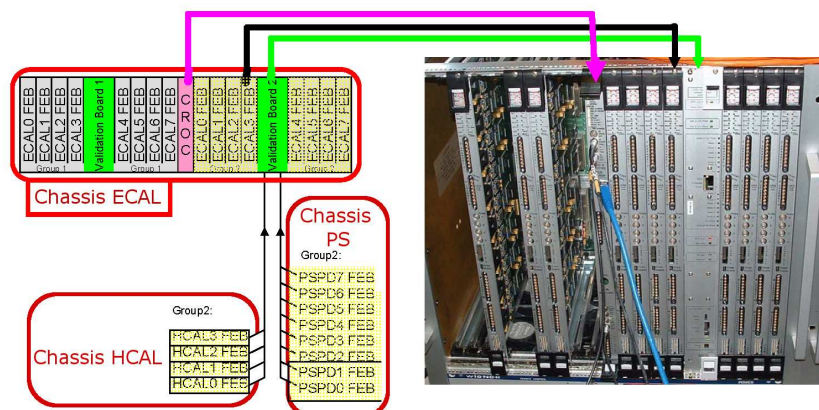 ECAL0 FEB
ECAL1 FEB
ECAL2 FEB
ECAL3 FEB
Validation Board 1
ECAL4 FEB
ECAL5 FEB
ECAL6 FEB
ECAL7 FEB
CROC
ECAL0 FEB
ECAL1 FEB
ECAL2 FEB
ECAL3 FEB
Validation Board 2
ECAL4 FEB
ECAL5 FEB
ECAL6 FEB
ECAL7 FEB
Group 1
Group 1
Group 2
Group 2
Chassis ECAL
Chassis
PS
Group2:
PSPD7 FEB
PSPD6 FEB
PSPD5 FEB
PSPD4 FEB
PSPD3 FEB
PSPD2 FEB
PSPD1 FEB
PSPD0 FEB
Chassis HCAL
Group2:
HCAL3 FEB
HCAL2 FEB
HCAL1 FEB
HCAL0 FEB